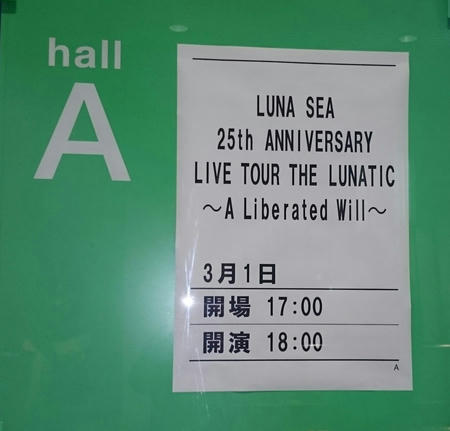 hall
A
LUNA SEA
25th ANNIVERSARY
LIVE TOUR THE LUNATIC
～A Liberated Will～
3月1日
開場 17:00
開演 18:00
A